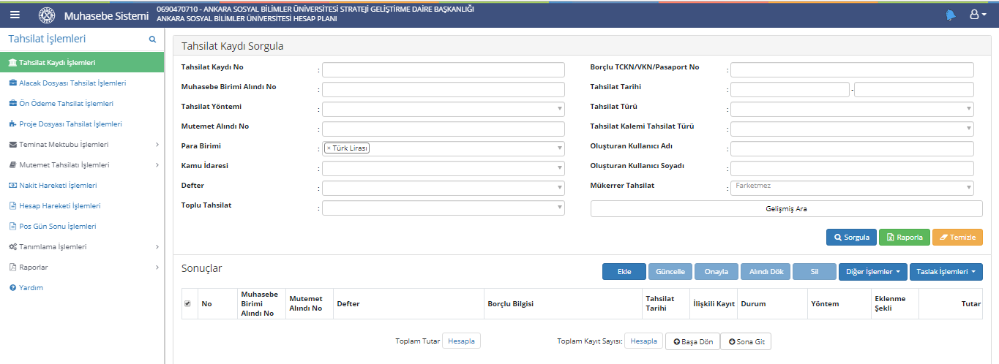 Muhasebe Sistemi
0690470710 - ANKARA SOSYAL BİLİMLER ÜNİVERSİTESİ STRATEJİ GELİŞTİRME DAİRE BAŞKANLIĞI
ANKARA SOSYAL BİLİMLER ÜNİVERSİTESİ HESAP PLANI
Tahsilat İşlemleri
Tahsilat Kaydı İşlemleri
Alacak Dosyası Tahsilat İşlemleri
Ön Ödeme Tahsilat İşlemleri
Proje Dosyası Tahsilat İşlemleri
Teminat Mektubu İşlemleri
Mutemet Tahsilatı İşlemleri
Nakit Hareketi İşlemleri
Hesap Hareketi İşlemleri
Pos Gün Sonu İşlemleri
Tanımlama İşlemleri
Raporlar
Yardım
Tahsilat Kaydı Sorgula
Tahsilat Kaydı No :
Borçlu TCKN/VKN/Pasaport No :
Muhasebe Birimi Alındı No :
Tahsilat Tarihi : -
Tahsilat Yöntemi :
Tahsilat Türü :
Mutemet Alındı No :
Tahsilat Kalemi Tahsilat Türü :
Para Birimi : × Türk Lirası
Oluşturan Kullanıcı Adı :
Kamu İdaresi :
Oluşturan Kullanıcı Soyadı :
Defter :
Mükerrer Tahsilat : Farketmez
Toplu Tahsilat :
Gelişmiş Ara
Sorgula Raporla Temizle
Sonuçlar
Ekle Güncelle Onayla Alındı Dök Sil Diğer İşlemler Taslak İşlemleri
No
Muhasebe
Birimi
Alındı No
Mutemet
Alındı No
Defter
Borçlu Bilgisi
Tahsilat
Tarihi
İlişkili Kayıt
Durum
Yöntem
Eklenme
Şekli
Tutar
Toplam Tutar Hesapla
Toplam Kayıt Sayısı: Hesapla Başa Dön Sona Git